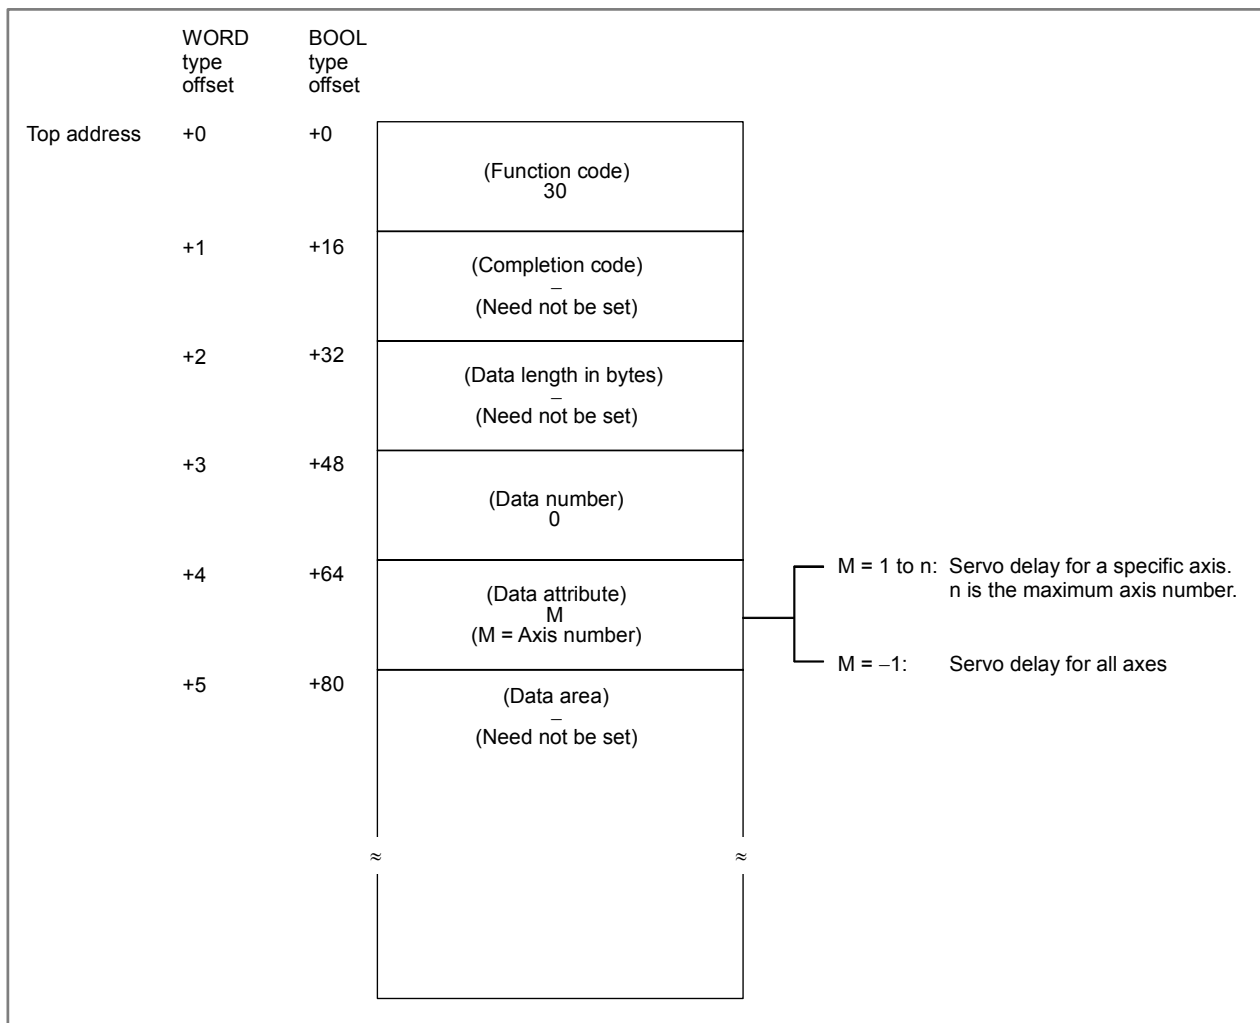 WORD type offset
BOOL type offset
Top address +0 +0
(Function code)
30
+1 +16
(Completion code)
–
(Need not be set)
+2 +32
(Data length in bytes)
–
(Need not be set)
+3 +48
(Data number)
0
+4 +64
(Data attribute)
M
(M = Axis number)
M = 1 to n: Servo delay for a specific axis.
n is the maximum axis number.
M = –1: Servo delay for all axes
+5 +80
(Data area)
–
(Need not be set)
≈ ≈